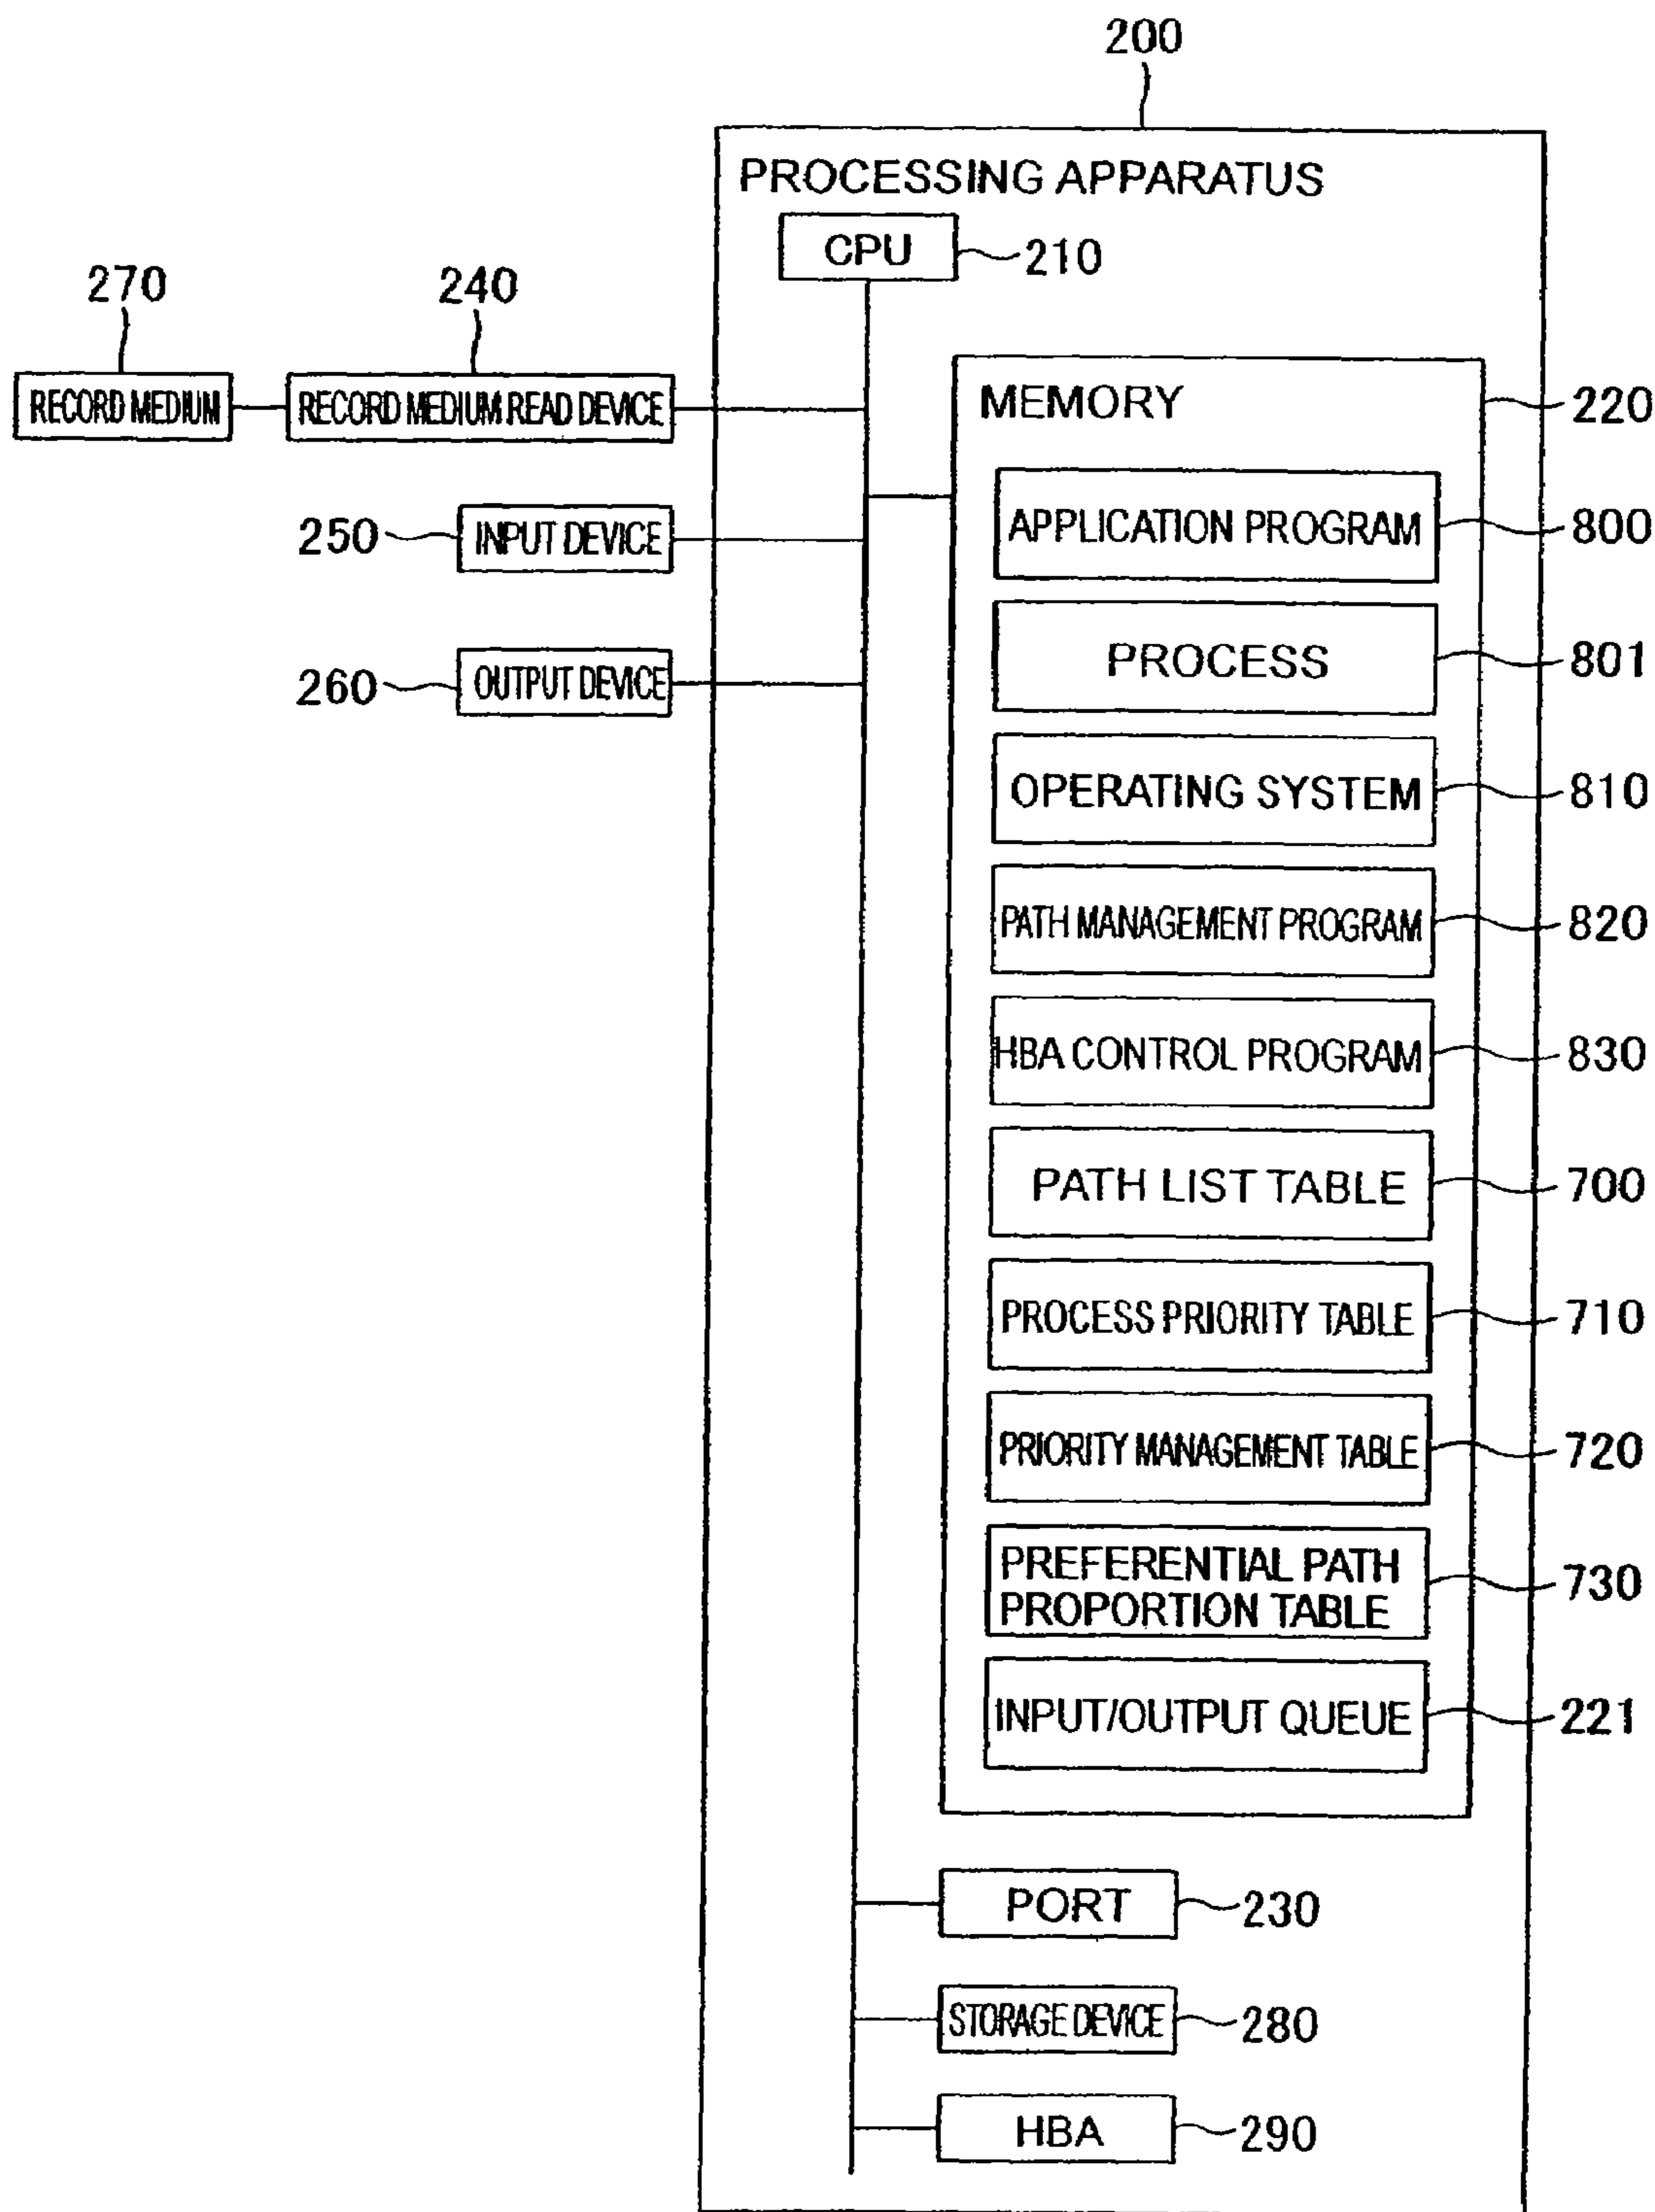 200
PROCESSING APPARATUS
CPU
210
270
240
RECORD MEDIUM
RECORD MEDIUM READ DEVICE
MEMORY
220
250
INPUT DEVICE
APPLICATION PROGRAM
800
260
OUTPUT DEVICE
PROCESS
801
OPERATING SYSTEM
810
PATH MANAGEMENT PROGRAM
820
HBA CONTROL PROGRAM
830
PATH LIST TABLE
700
PROCESS PRIORITY TABLE
710
PRIORITY MANAGEMENT TABLE
720
PREFERENTIAL PATH
PROPORTION TABLE
730
INPUT/OUTPUT QUEUE
221
PORT
230
STORAGE DEVICE
280
HBA
290